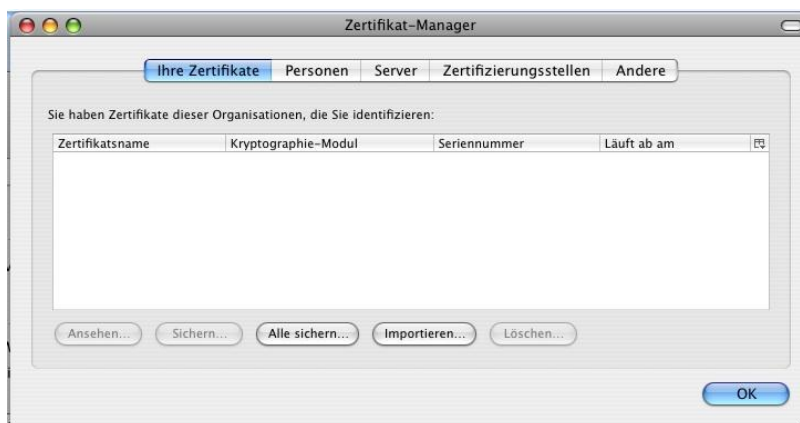 Zertifikat-Manager
Ihre Zertifikate Personen Server Zertifizierungsstellen Andere
Sie haben Zertifikate dieser Organisationen, die Sie identifizieren:
Zertifikatsname Kryptographie-Modul Seriennummer Läuft ab am
Ansehen... Sichern... Alle sichern... Importieren... Löschen...
OK